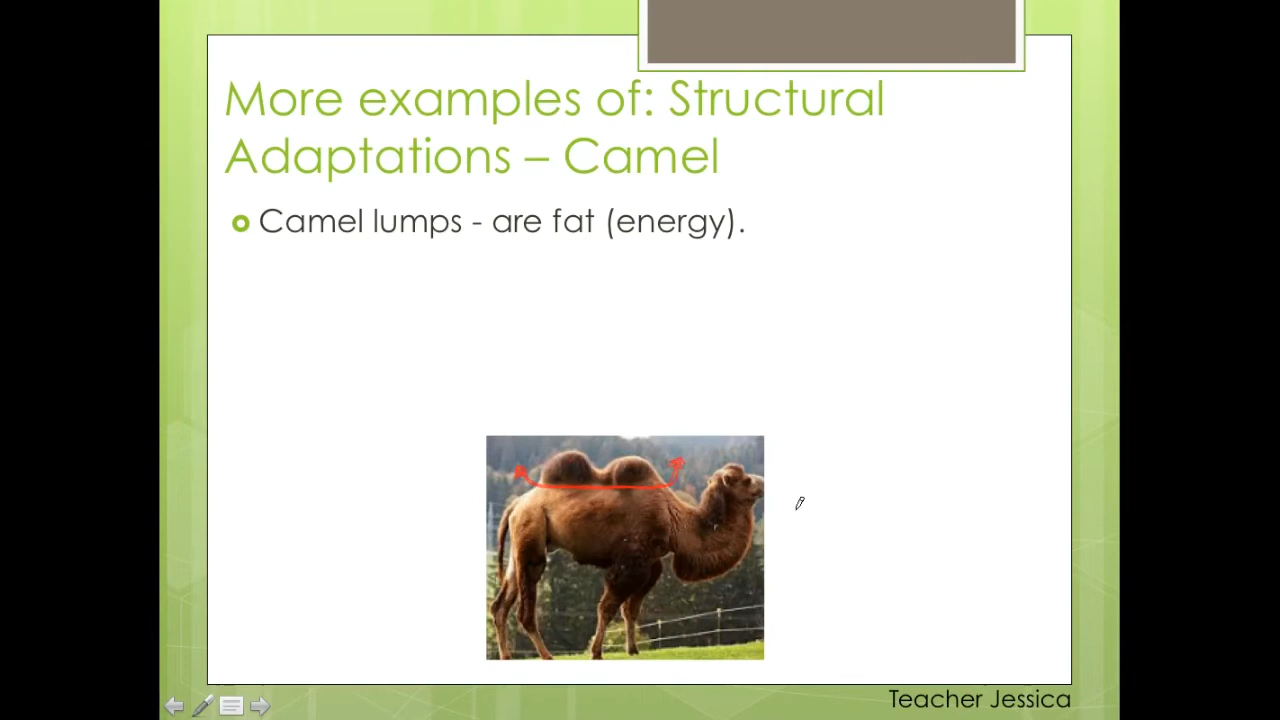 More examples of: Structural
Adaptations – Camel
Camel lumps - are fat (energy).
Teacher Jessica